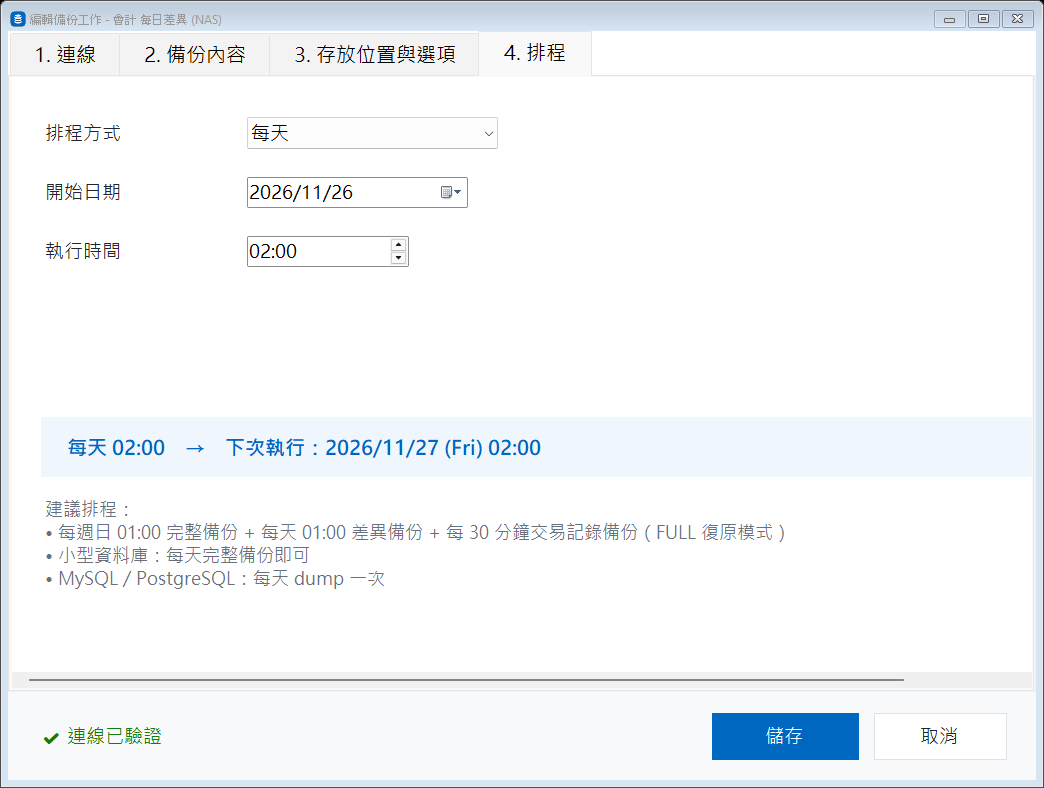 編輯備份工作 - 會計 每日差異 (NAS)
1. 連線
2. 備份內容
3. 存放位置與選項
4. 排程
排程方式
每天
開始日期
2026/11/26
執行時間
02:00
每天 02:00 → 下次執行：2026/11/27 (Fri) 02:00
建議排程：
• 每週日 01:00 完整備份 + 每天 01:00 差異備份 + 每 30 分鐘交易記錄備份（FULL 復原模式）
• 小型資料庫：每天完整備份即可
• MySQL / PostgreSQL：每天 dump 一次
連線已驗證
儲存
取消